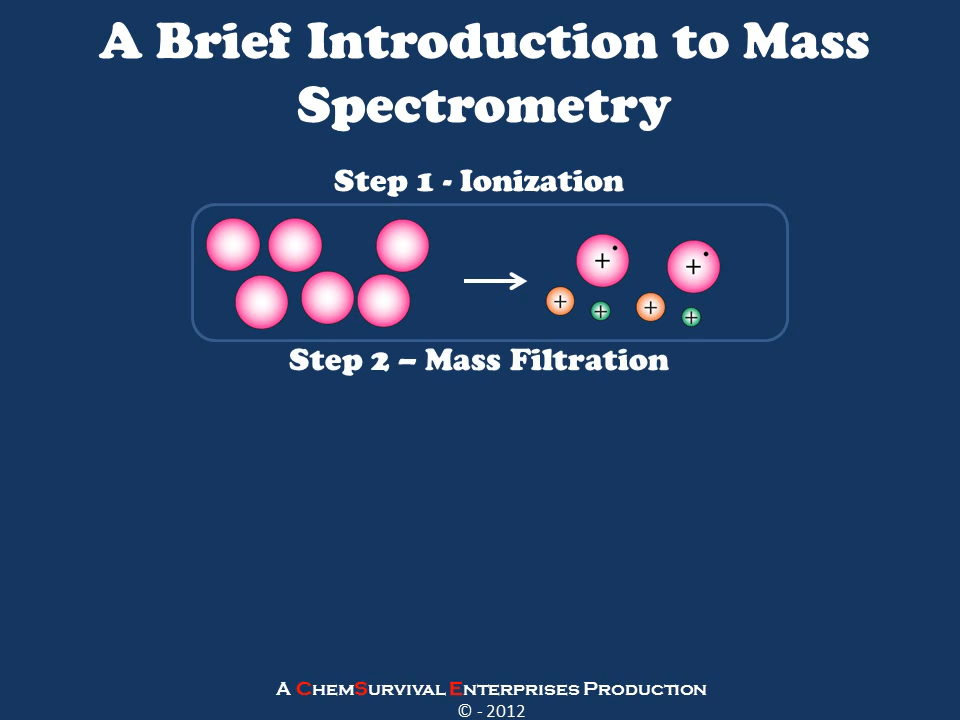 A Brief Introduction to Mass
Spectrometry
Step 1 - Ionization
+ +
+ + + +
Step 2 – Mass Filtration
A ChemSurvival Enterprises Production
© - 2012